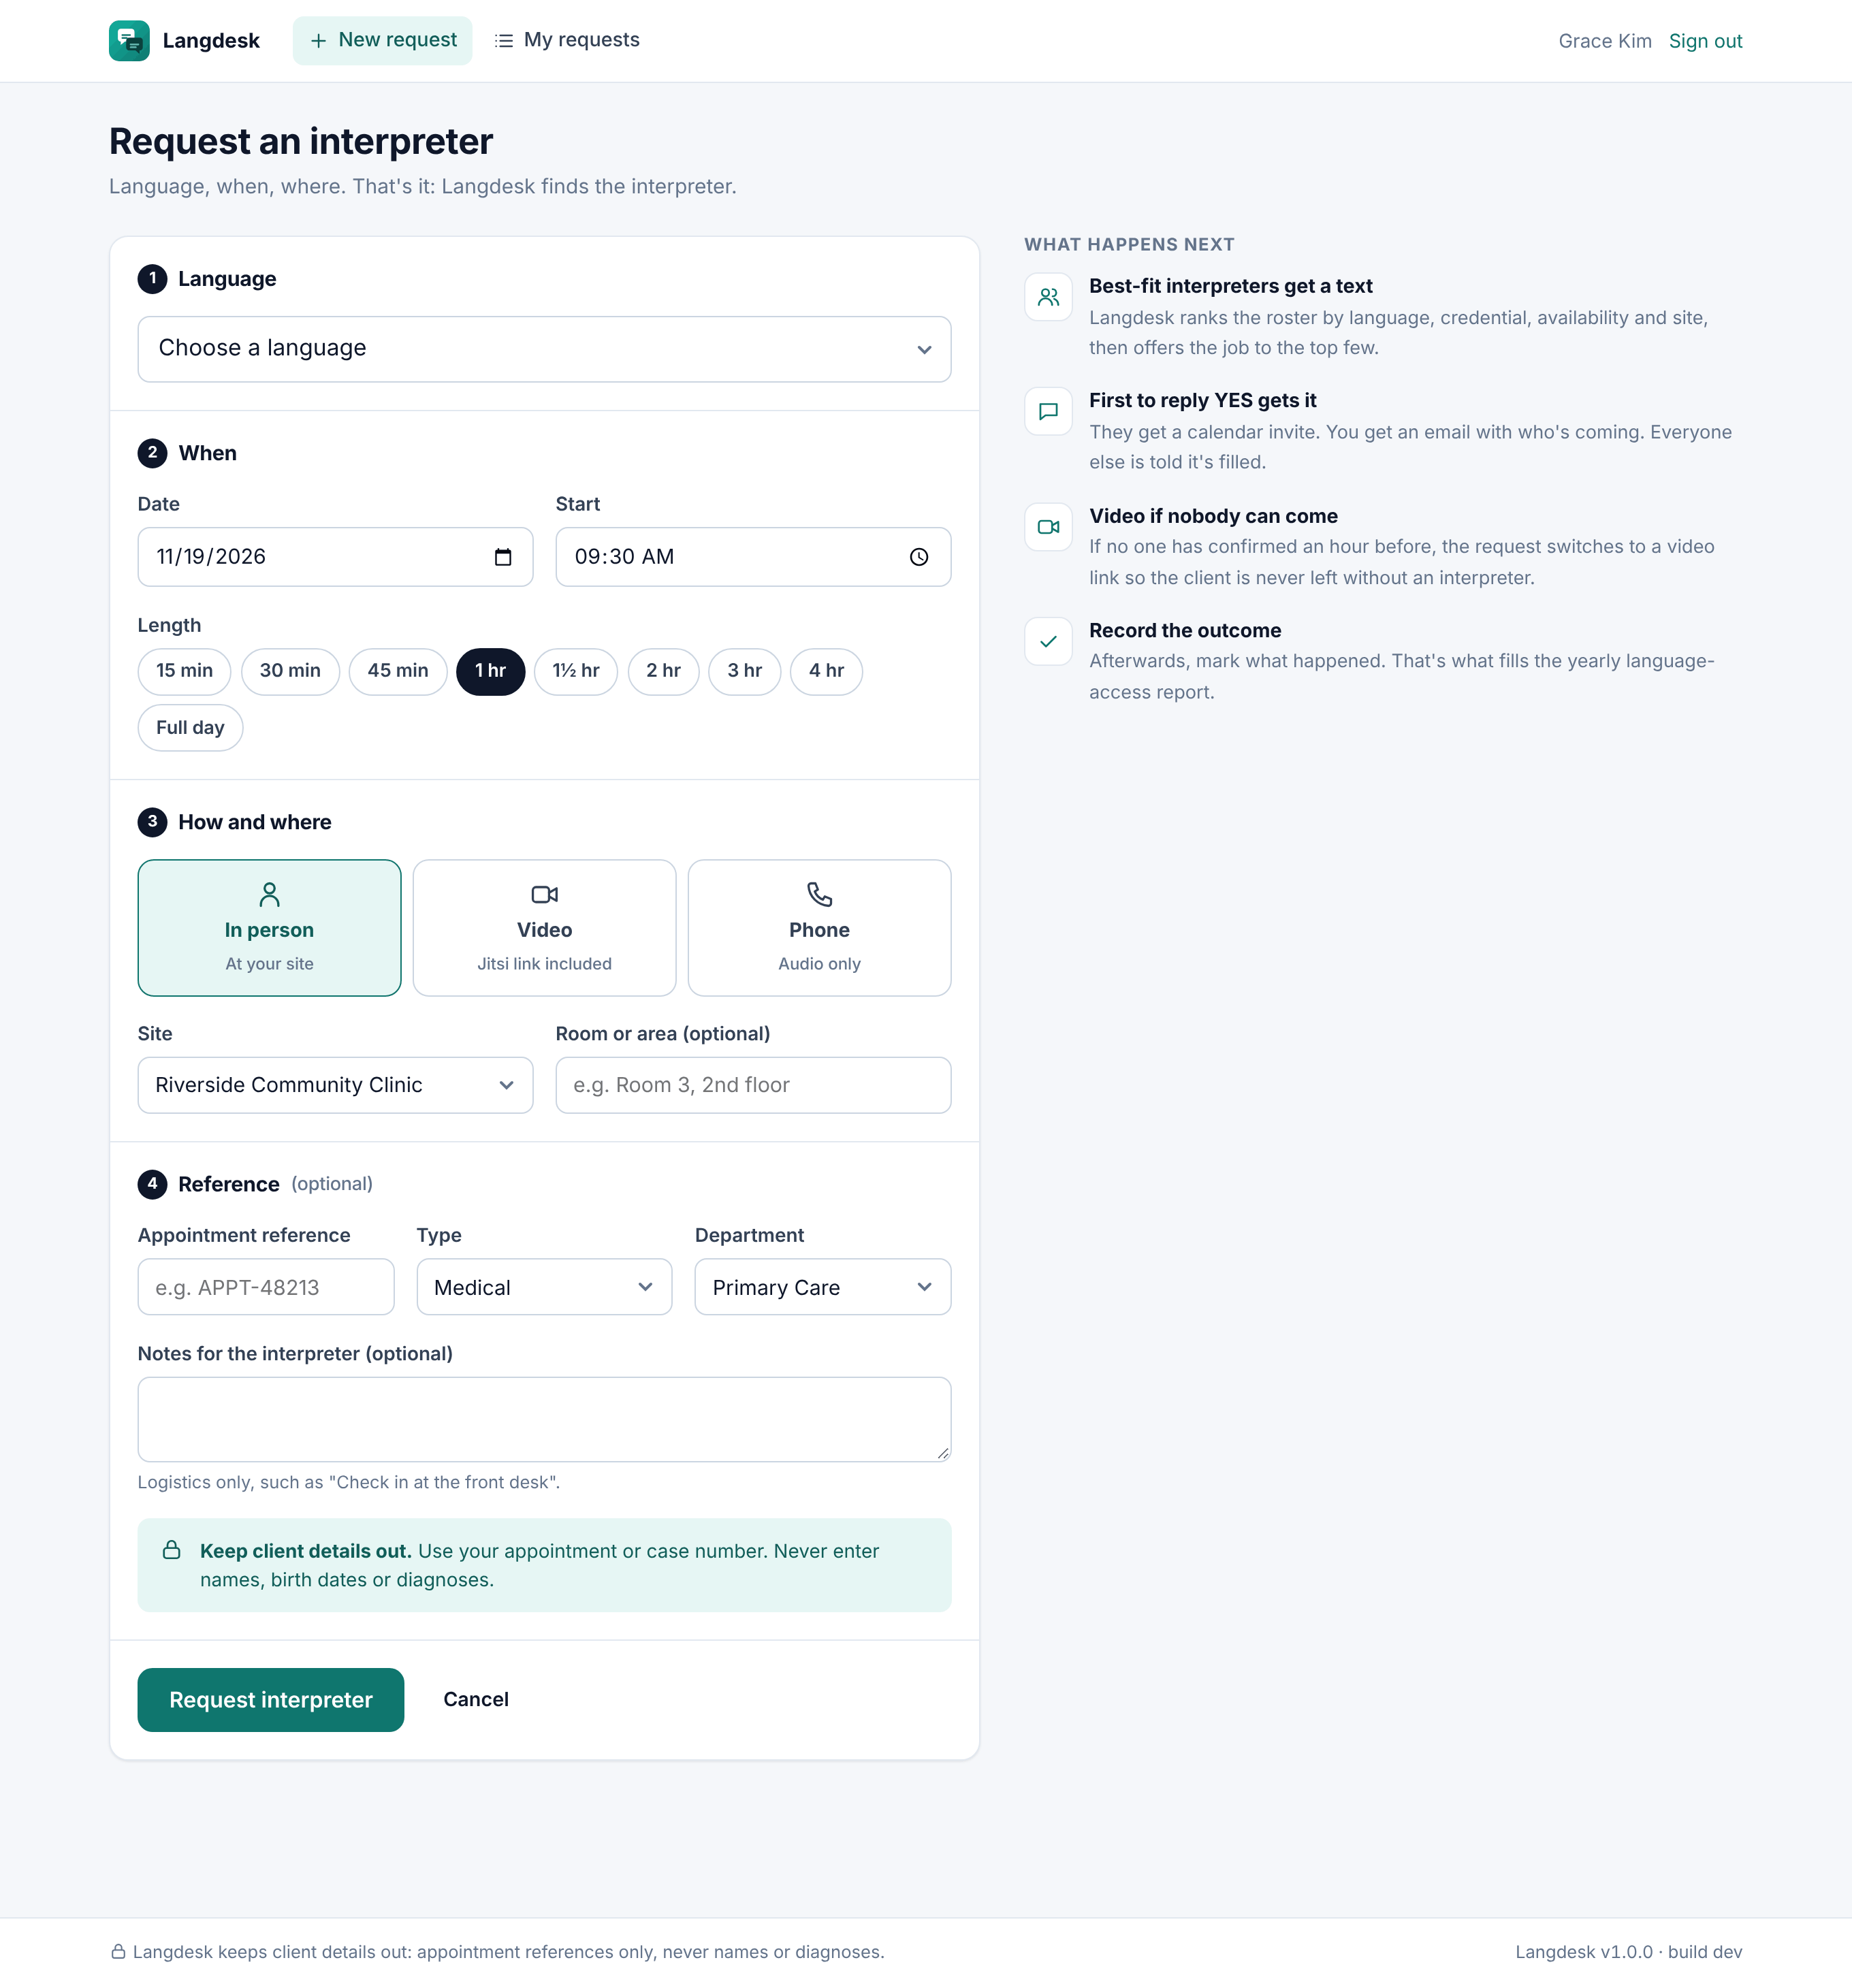 Langdesk
New request
My requests
Grace Kim
Sign out
Request an interpreter
Language, when, where. That's it: Langdesk finds the interpreter.
1 Language
Choose a language
2 When
Date
Start
11/19/2026
09:30 AM
Length
15 min
30 min
45 min
1 hr
1½ hr
2 hr
3 hr
4 hr
Full day
3 How and where
In person
At your site
Video
Jitsi link included
Phone
Audio only
Site
Room or area (optional)
Riverside Community Clinic
e.g. Room 3, 2nd floor
4 Reference (optional)
Appointment reference
Type
Department
e.g. APPT-48213
Medical
Primary Care
Notes for the interpreter (optional)
Logistics only, such as "Check in at the front desk".
Keep client details out. Use your appointment or case number. Never enter
names, birth dates or diagnoses.
Request interpreter
Cancel
WHAT HAPPENS NEXT
Best-fit interpreters get a text
Langdesk ranks the roster by language, credential, availability and site,
then offers the job to the top few.
First to reply YES gets it
They get a calendar invite. You get an email with who's coming. Everyone
else is told it's filled.
Video if nobody can come
If no one has confirmed an hour before, the request switches to a video
link so the client is never left without an interpreter.
Record the outcome
Afterwards, mark what happened. That's what fills the yearly language-
access report.
Langdesk keeps client details out: appointment references only, never names or diagnoses.
Langdesk v1.0.0 · build dev